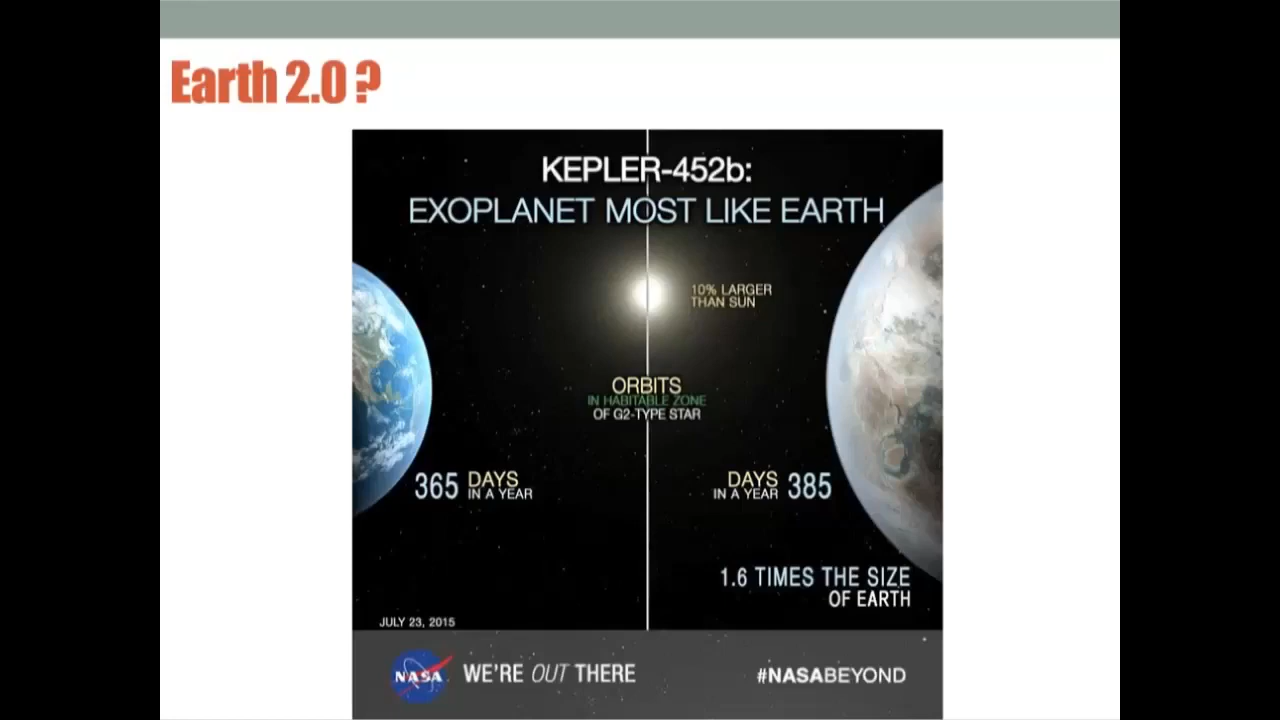 Earth 2.0 ?
KEPLER-452b:
EXOPLANET MOST LIKE EARTH
10% LARGER
THAN SUN
ORBITS
IN HABITABLE ZONE
OF G2-TYPE STAR
365 DAYS
IN A YEAR
DAYS
IN A YEAR 385
1.6 TIMES THE SIZE
OF EARTH
JULY 23, 2015
NASA
WE'RE OUT THERE
#NASABEYOND